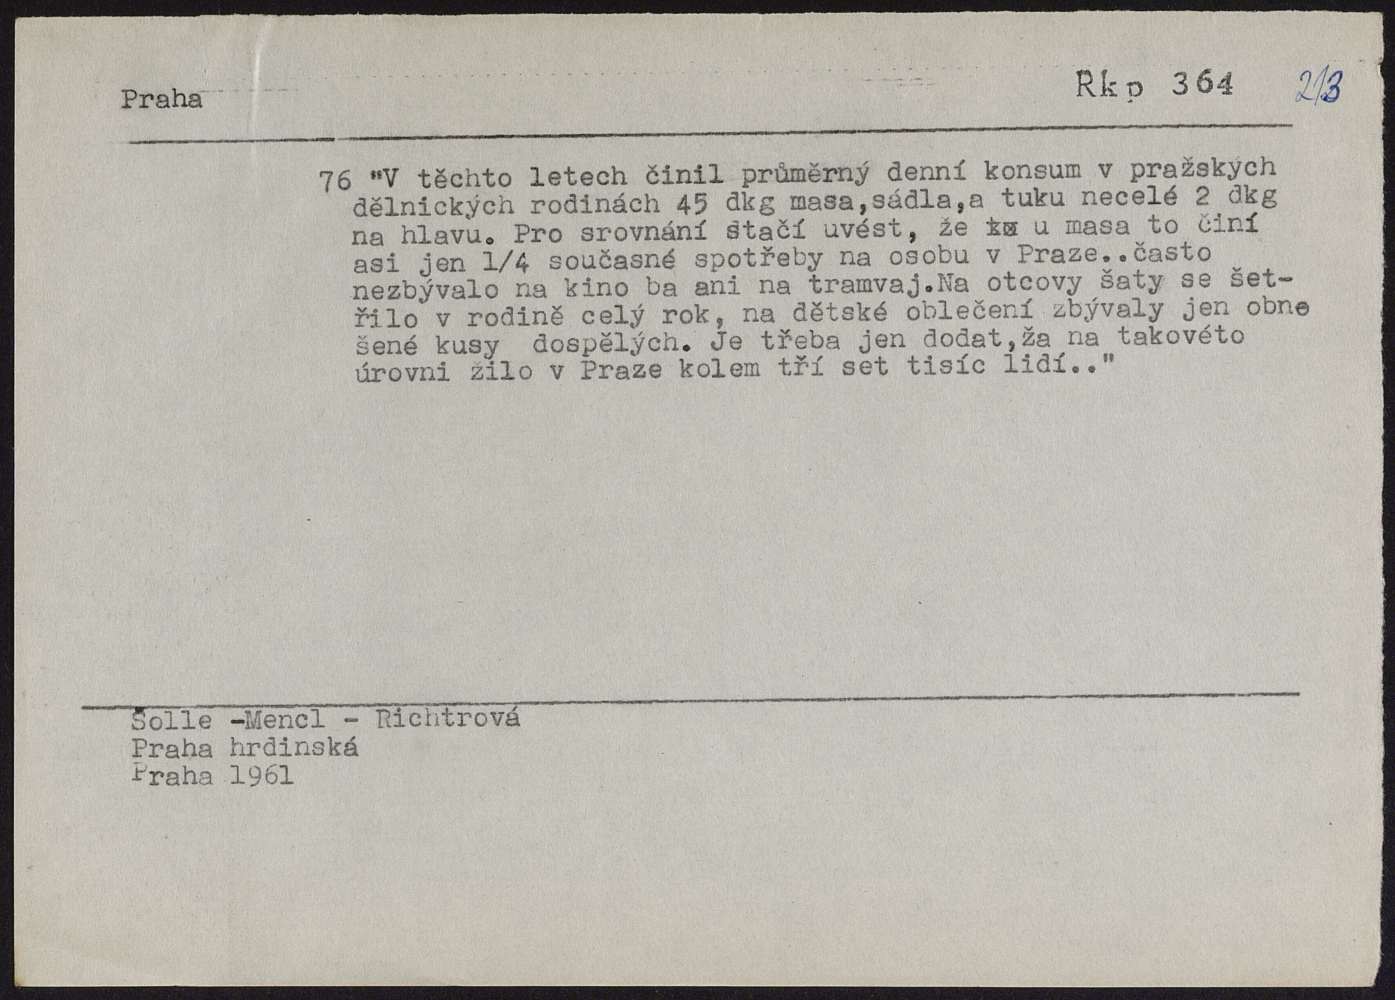 Praha
Rkp 364 213
76 "V těchto letech činil průměrný denní konsum v pražských
dělnických rodinách 45 dkg masa,sádla,a tuku necelé 2 dkg
na hlavu. Pro srovnání stačí uvést, že u masa to činí
asi jen 1/4 současné spotřeby na osobu v Praze..často
nezbývalo na kino ba ani na tramvaj.Na otcovy šaty se šet-
řilo v rodině celý rok, na dětské oblečení zbývaly jen obne
šené kusy dospělých. Je třeba jen dodat,ža na takovéto
úrovni žilo v Praze kolem tří set tisíc lidí.."
Šolle -Mencl - Richtrová
Praha hrdinská
Praha 1961